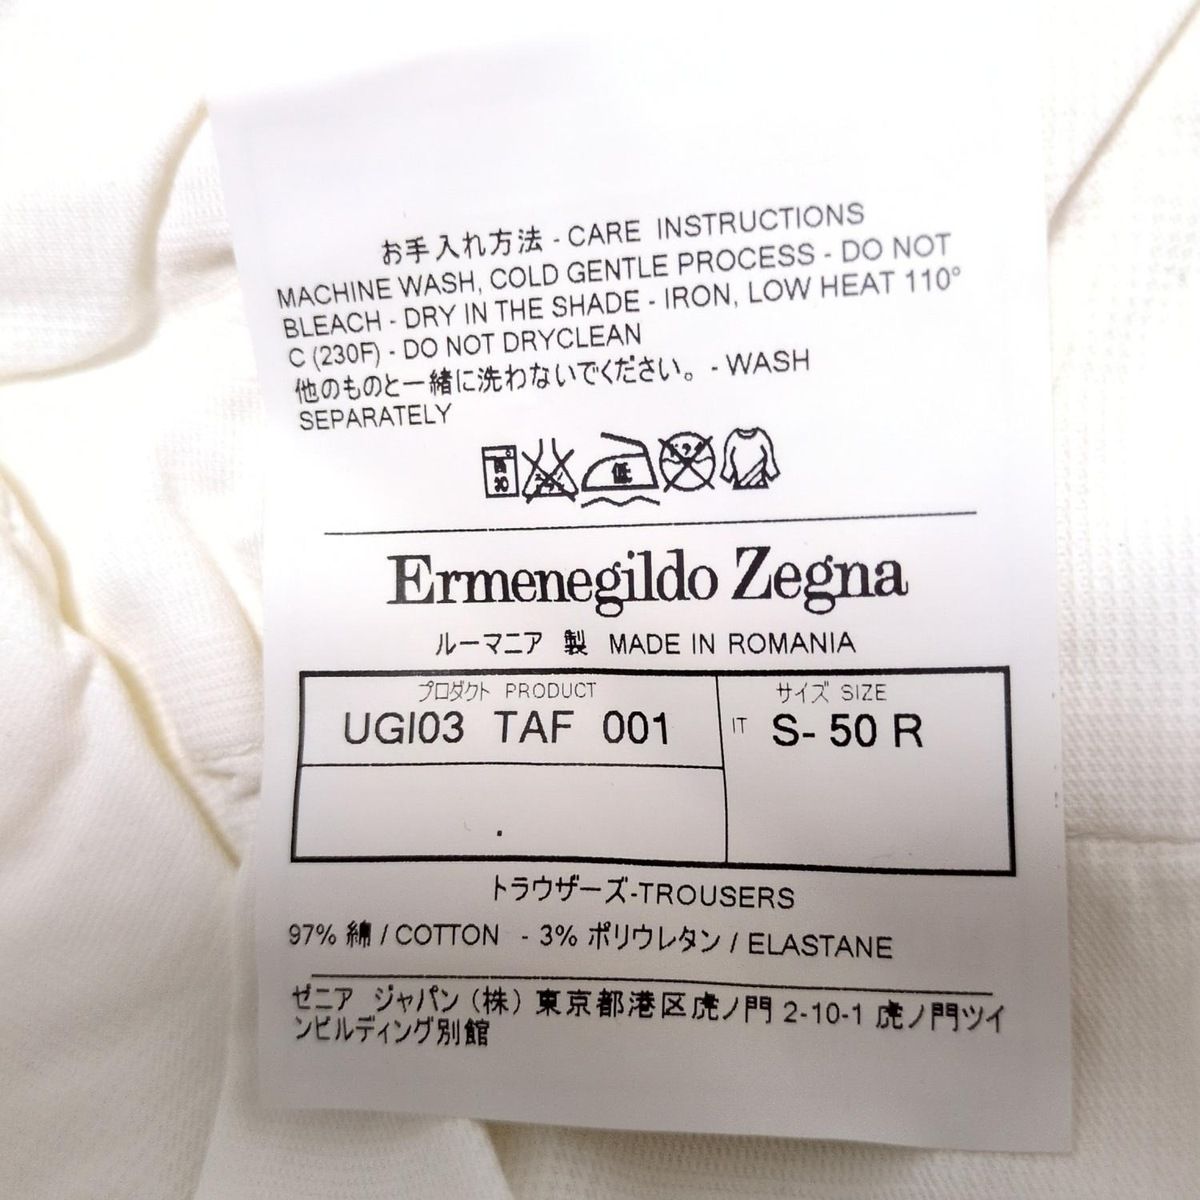 お手入れ方法 - CARE INSTRUCTIONS
MACHINE WASH, COLD GENTLE PROCESS - DO NOT
BLEACH - DRY IN THE SHADE - IRON, LOW HEAT 110°
C (230F) - DO NOT DRYCLEAN
他のものと一緒に洗わないでください。 - WASH
SEPARATELY
低
Ermenegildo Zegna
ルーマニア 製 MADE IN ROMANIA
プロダクト PRODUCT
UGI03 TAF 001
サイズ SIZE
IT S- 50 R
トラウザーズ-TROUSERS
97% 綿 / COTTON - 3% ポリウレタン / ELASTANE
ゼニア ジャパン (株) 東京都港区虎ノ門 2-10-1 虎ノ門ツイ
ンビルディング別館